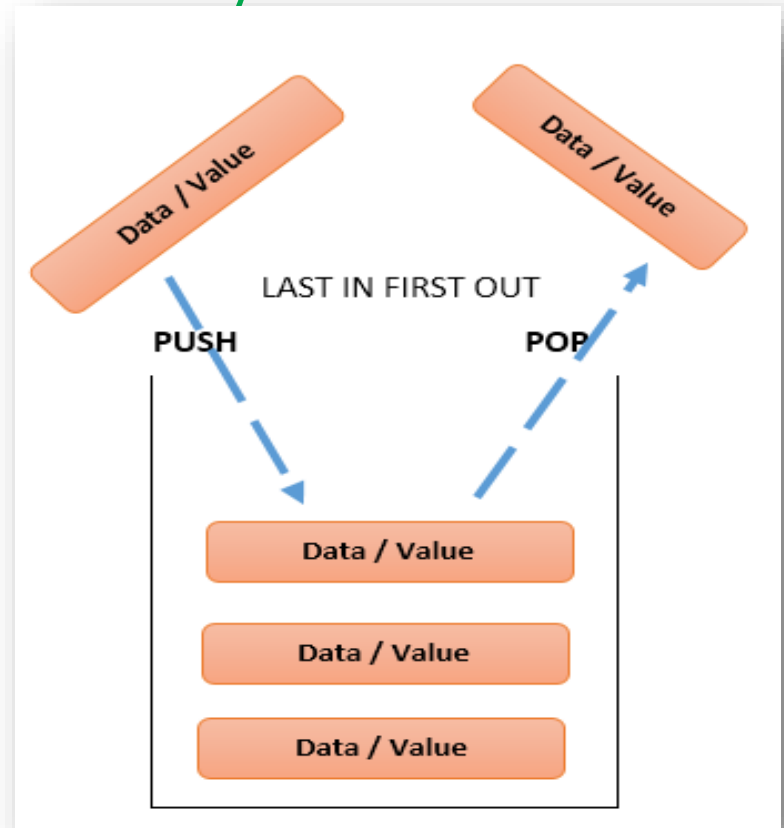 Data / Value
Data / Value
LAST IN FIRST OUT
PUSH
POP
Data / Value
Data / Value
Data / Value